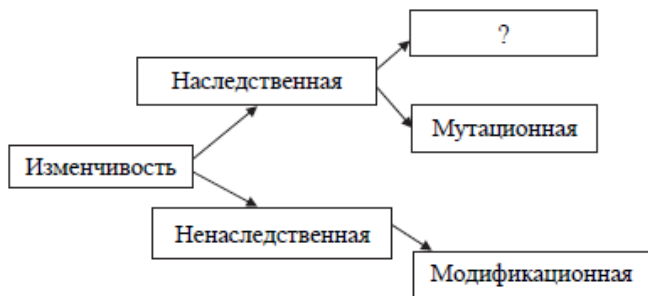 ?
Наследственная
Мутационная
Изменчивость
Ненаследственная
Модификационная